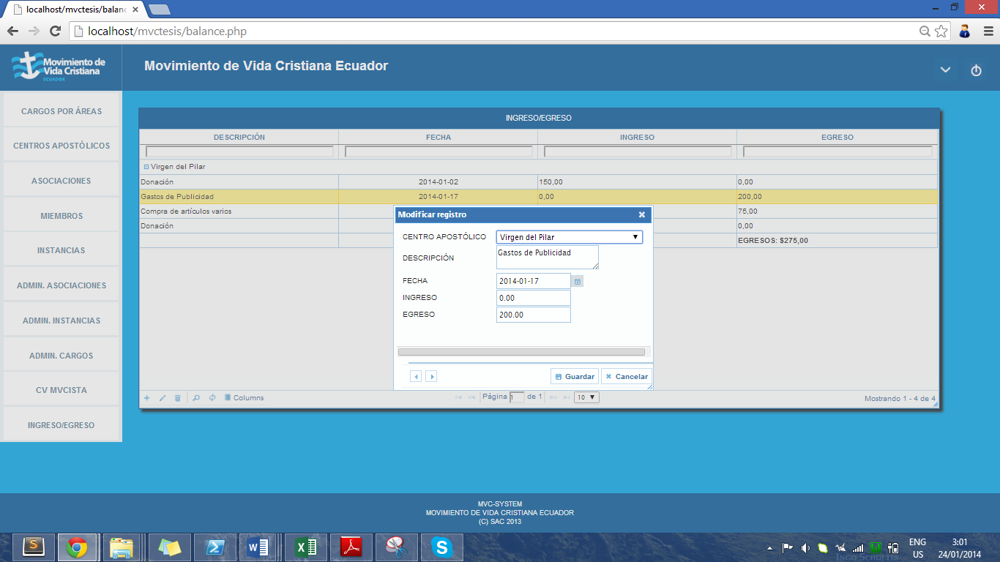 localhost/mvctesis/balanc
localhost/mvctesis/balance.php
Movimiento de
Vida Cristiana
ECUADOR
Movimiento de Vida Cristiana Ecuador
CARGOS POR ÁREAS
CENTROS APOSTÓLICOS
ASOCIACIONES
MIEMBROS
INSTANCIAS
ADMIN. ASOCIACIONES
ADMIN. INSTANCIAS
ADMIN. CARGOS
CV MVCISTA
INGRESO/EGRESO
INGRESO/EGRESO
DESCRIPCIÓN FECHA INGRESO EGRESO
Virgen del Pilar
Donación 2014-01-02 150,00 0,00
Gastos de Publicidad 2014-01-17 0,00 200,00
Compra de artículos varios 75,00
Donación 0,00
EGRESOS: $275,00
Modificar registro
CENTRO APOSTÓLICO Virgen del Pilar
DESCRIPCIÓN Gastos de Publicidad
FECHA 2014-01-17
INGRESO 0.00
EGRESO 200.00
Guardar Cancelar
Columns Página 1 de 1 10 Mostrando 1 - 4 de 4
MVC-SYSTEM
MOVIMIENTO DE VIDA CRISTIANA ECUADOR
(C) SAC 2013
ENG 3:01
US 24/01/2014
INGO SCHOLTES